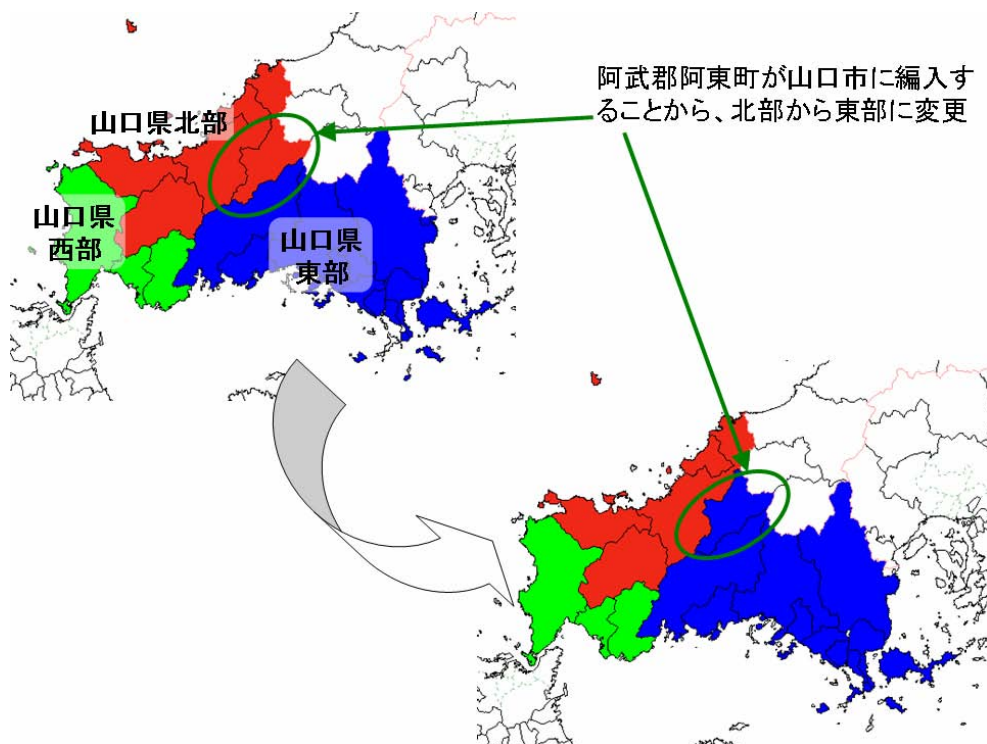 阿武郡阿東町が山口市に編入す
ることから、北部から東部に変更
山口県北部
山口県
西部
山口県
東部